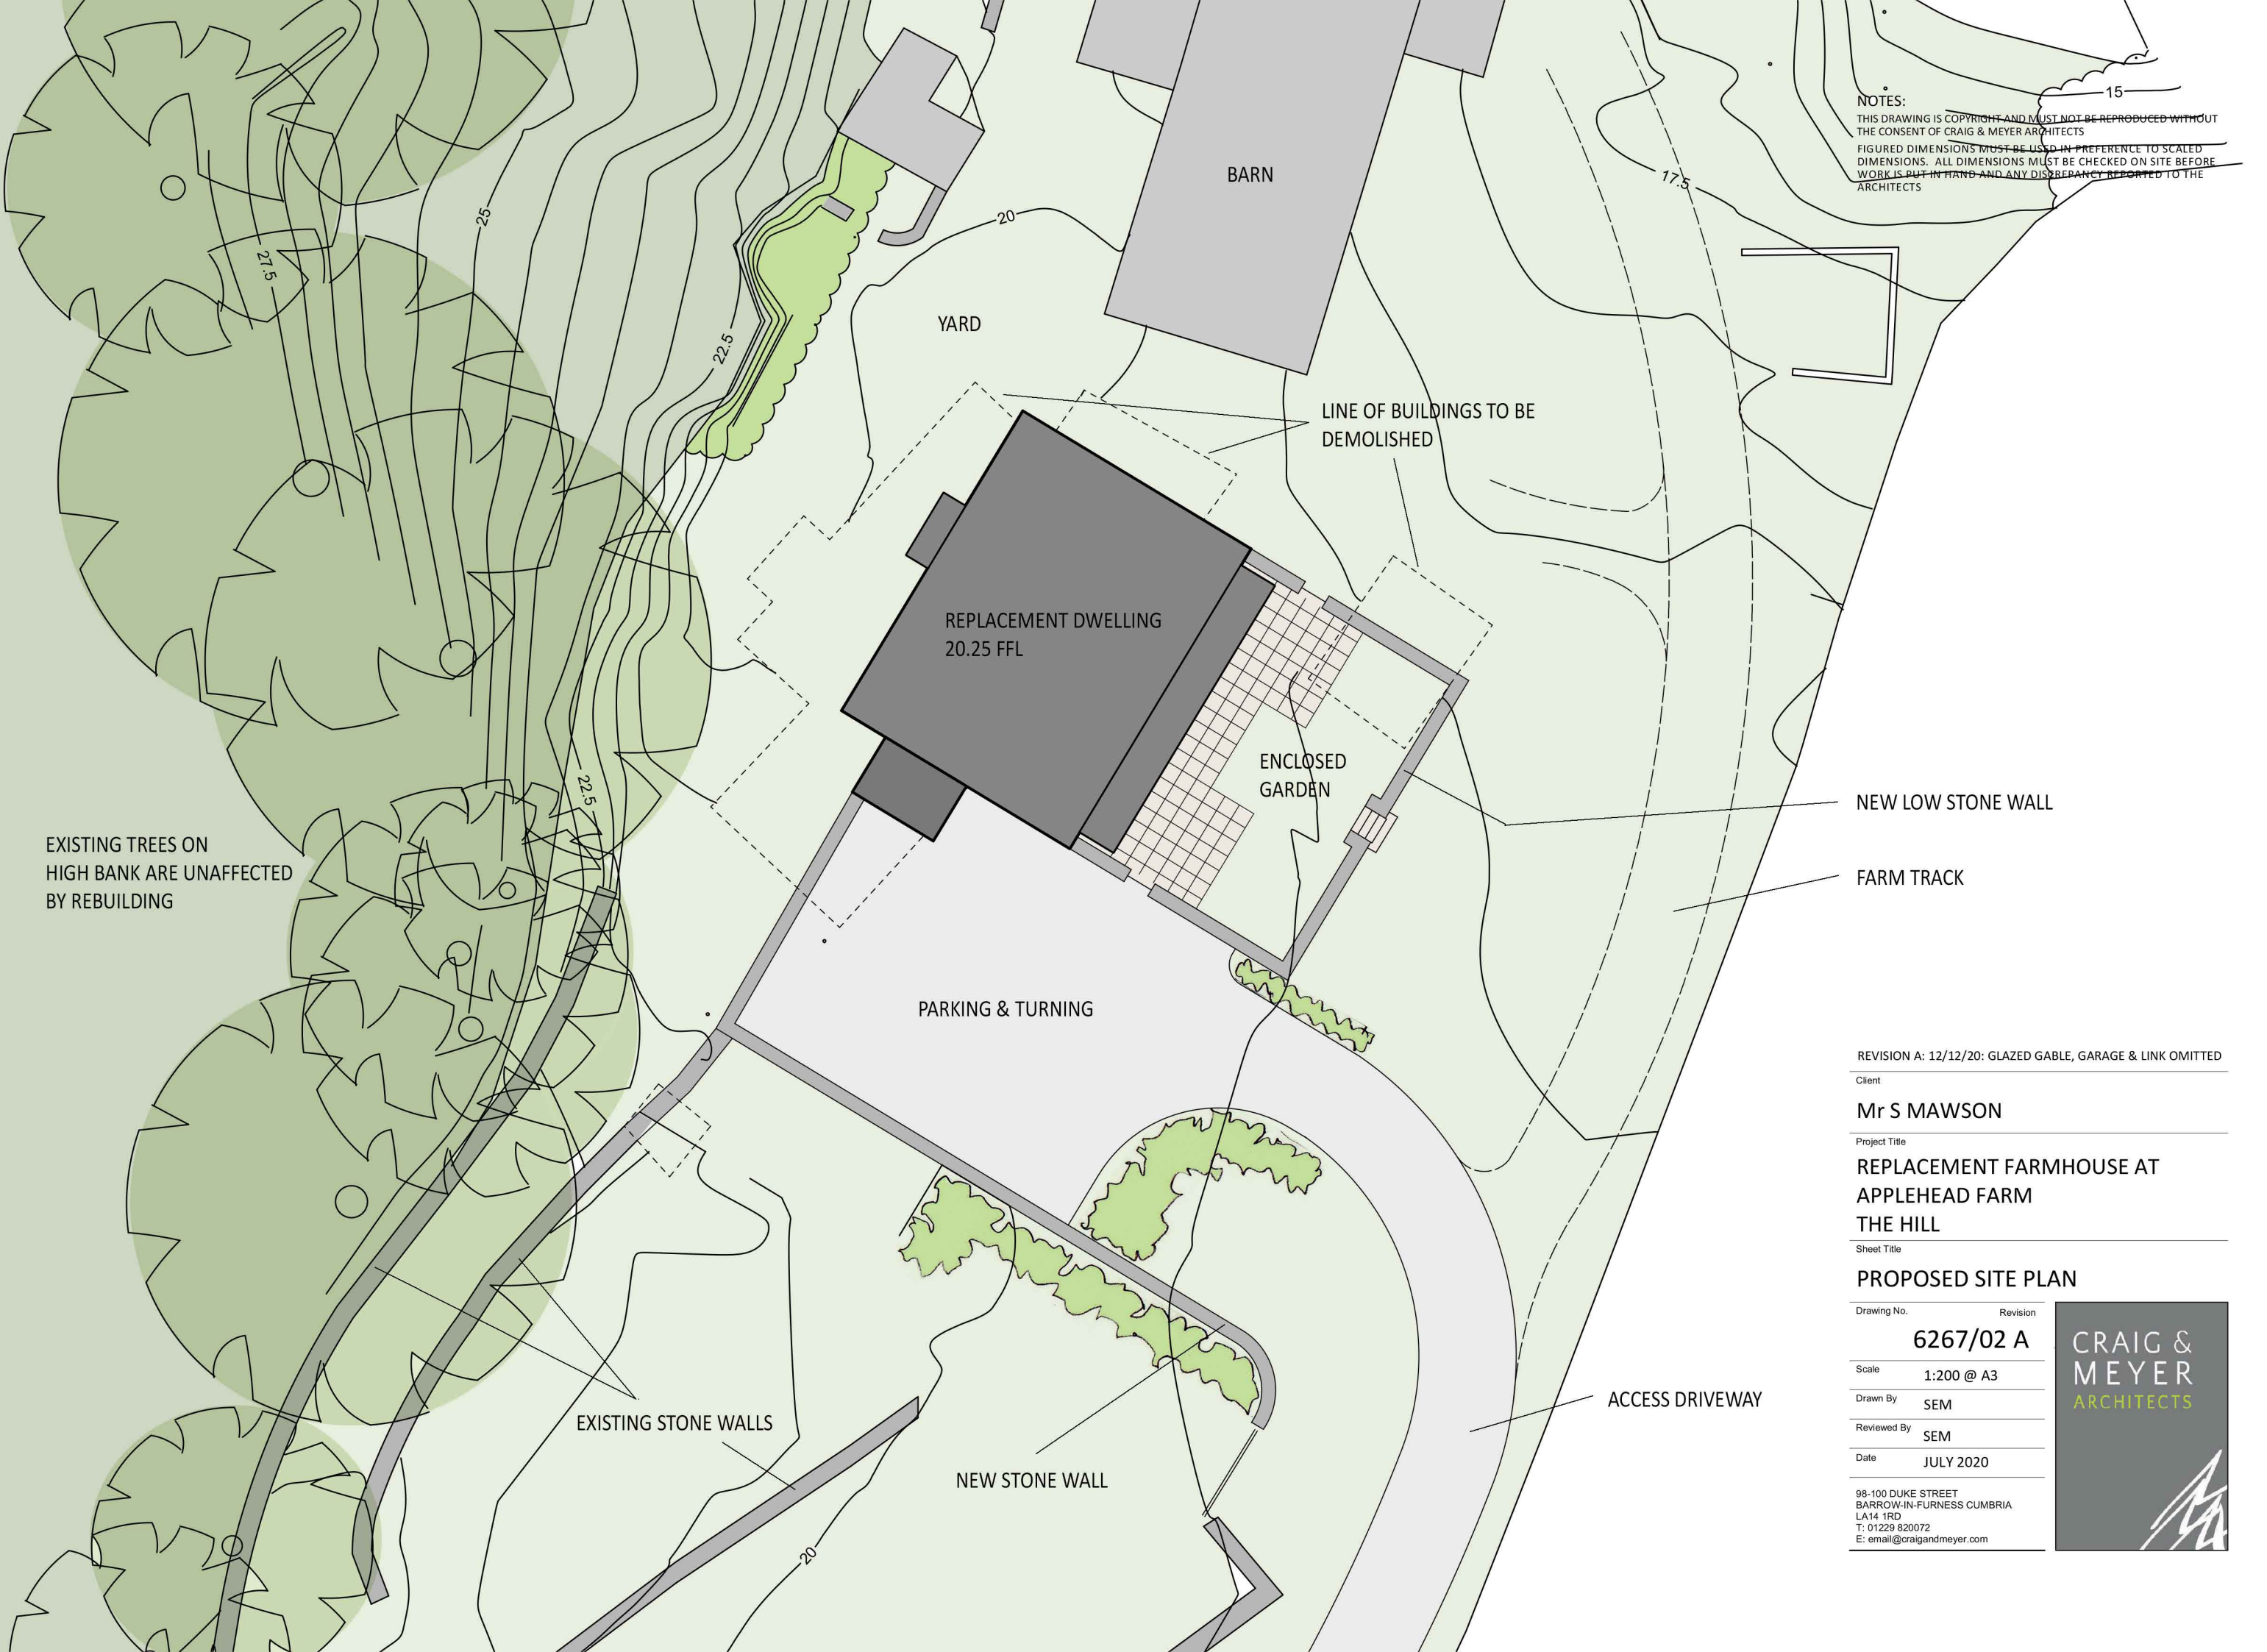 27.5
25
22.5
20
BARN
YARD
17.5
15
NOTES:
THIS DRAWING IS COPYRIGHT AND MUST NOT BE REPRODUCED WITHOUT
THE CONSENT OF CRAIG & MEYER ARCHITECTS
FIGURED DIMENSIONS MUST BE USED IN PREFERENCE TO SCALED
DIMENSIONS. ALL DIMENSIONS MUST BE CHECKED ON SITE BEFORE
WORK IS PUT IN HAND AND ANY DISCREPANCY REPORTED TO THE
ARCHITECTS
LINE OF BUILDINGS TO BE
DEMOLISHED
REPLACEMENT DWELLING
20.25 FFL
ENCLOSED
GARDEN
22.5
NEW LOW STONE WALL
FARM TRACK
EXISTING TREES ON
HIGH BANK ARE UNAFFECTED
BY REBUILDING
PARKING & TURNING
EXISTING STONE WALLS
NEW STONE WALL
20
ACCESS DRIVEWAY
REVISION A: 12/12/20: GLAZED GABLE, GARAGE & LINK OMITTED
Client
Mr S MAWSON
Project Title
REPLACEMENT FARMHOUSE AT
APPLEHEAD FARM
THE HILL
Sheet Title
PROPOSED SITE PLAN
Drawing No. Revision
6267/02 A
Scale 1:200 @ A3
Drawn By SEM
Reviewed By SEM
Date JULY 2020
98-100 DUKE STREET
BARROW-IN-FURNESS CUMBRIA
LA14 1RD
T: 01229 820072
E: email@craigandmeyer.com
CRAIG &
MEYER
ARCHITECTS